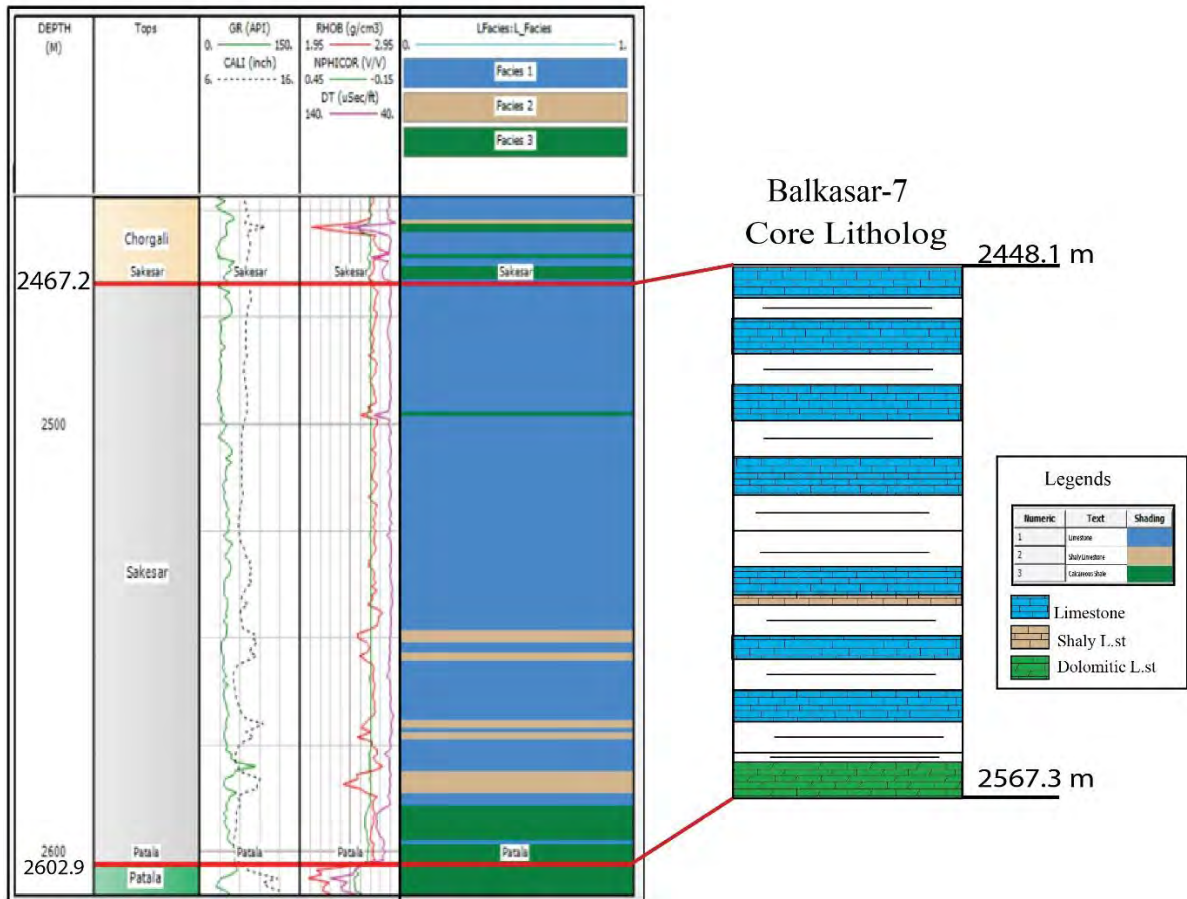 DEPTH
(M)
Tops
GR (API)
0. 150.
CALI (inch)
6. 16.
RHOB (g/cm3)
1.95 2.95
NPHICOR (V/V)
0.45 -0.15
DT (uSec/ft)
140. 40.
LFacies:L_Facies
0. 1.
Facies 1
Facies 2
Facies 3
Chorgali
Sakesar Sakesar Sakesar Sakesar
2467.2
2500
Sakesar
2600
Patala Patala Patala Patala
2602.9
Patala
Balkasar-7
Core Litholog
2448.1 m
2567.3 m
Legends
Numeric Text Shading
1 Limestone
2 Shaly Limestone
3 Calcareous Shale
Limestone
Shaly L.st
Dolomitic L.st